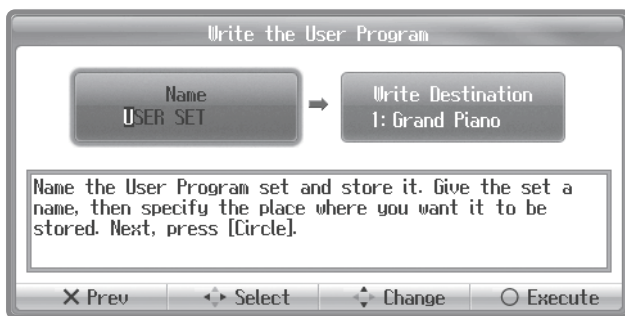 Write the User Program
Name
USER SET
Write Destination
1: Grand Piano
Name the User Program set and store it. Give the set a
name, then specify the place where you want it to be
stored. Next, press [Circle].
Prev
Select
Change
Execute